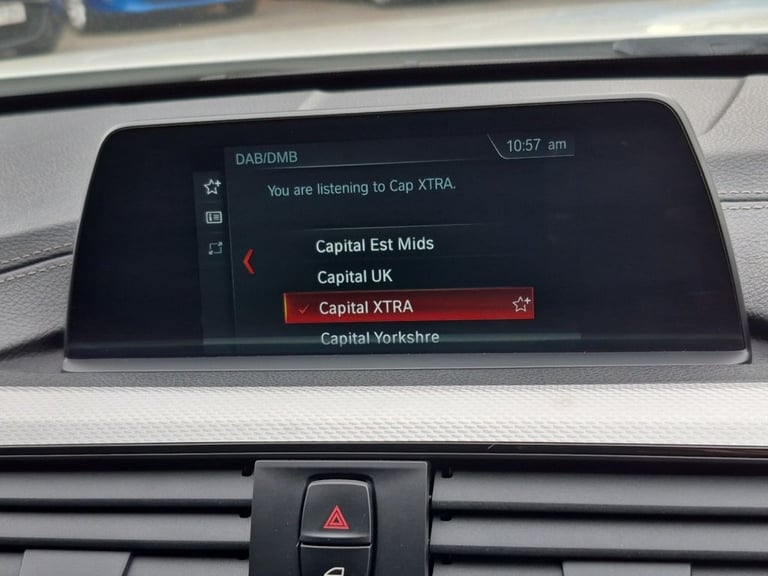 DAB/DMB
10:57 am
You are listening to Cap XTRA.
Capital Est Mids
Capital UK
Capital XTRA
Capital Yorkshre